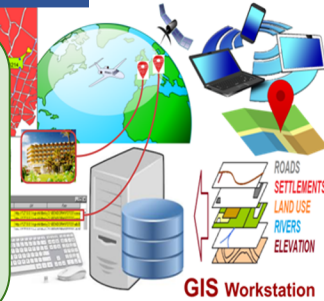 ROADS
SETTLEMENTS
LAND USE
RIVERS
ELEVATION
GIS Workstation